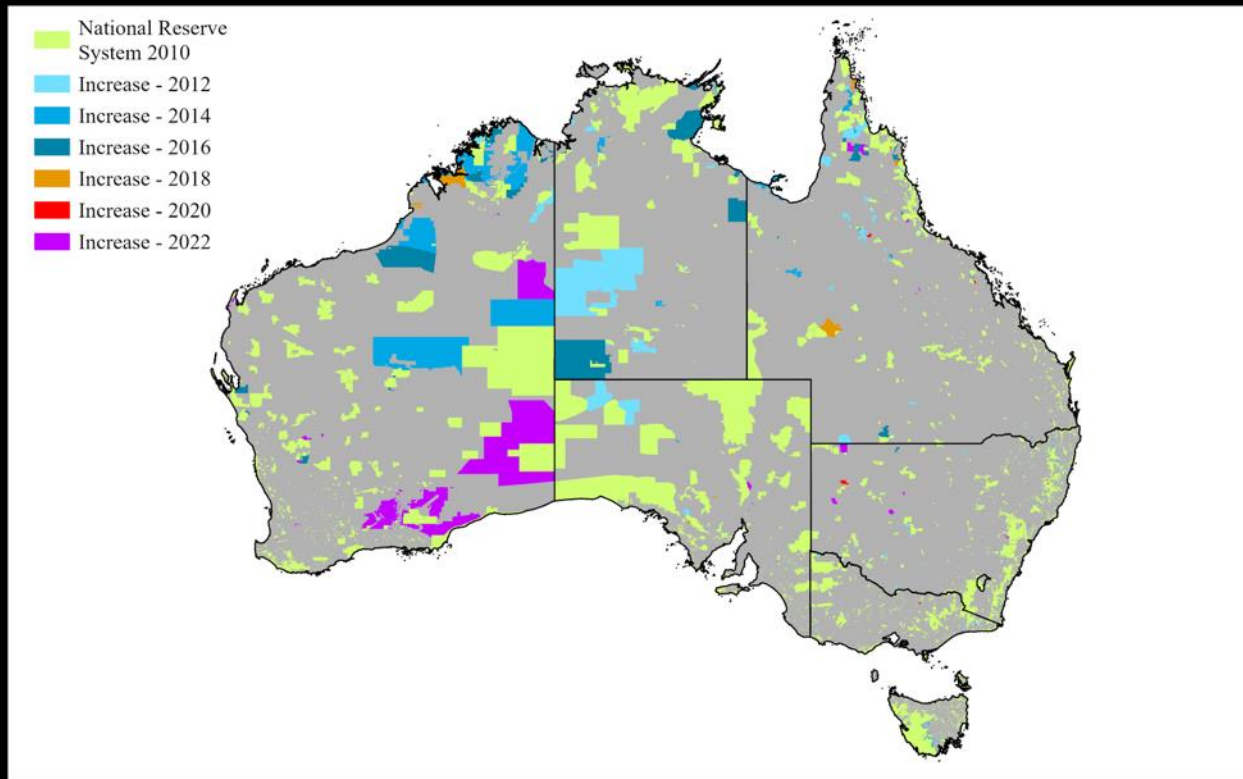 National Reserve
System 2010
Increase - 2012
Increase - 2014
Increase - 2016
Increase - 2018
Increase - 2020
Increase - 2022